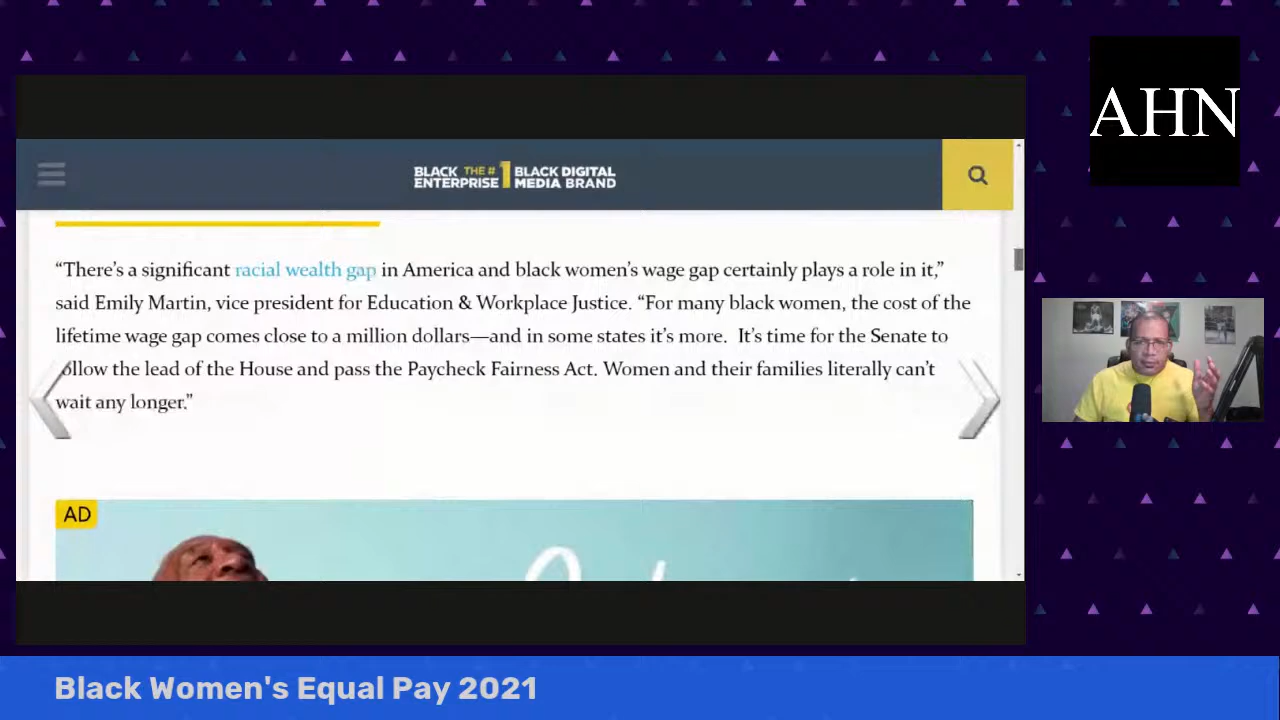 AHN
BLACK ENTERPRISE THE #1 BLACK DIGITAL MEDIA BRAND
“There’s a significant racial wealth gap in America and black women’s wage gap certainly plays a role in it,”
said Emily Martin, vice president for Education & Workplace Justice. “For many black women, the cost of the
lifetime wage gap comes close to a million dollars—and in some states it’s more.  It’s time for the Senate to
follow the lead of the House and pass the Paycheck Fairness Act. Women and their families literally can’t
wait any longer.”
AD
Black Women's Equal Pay 2021